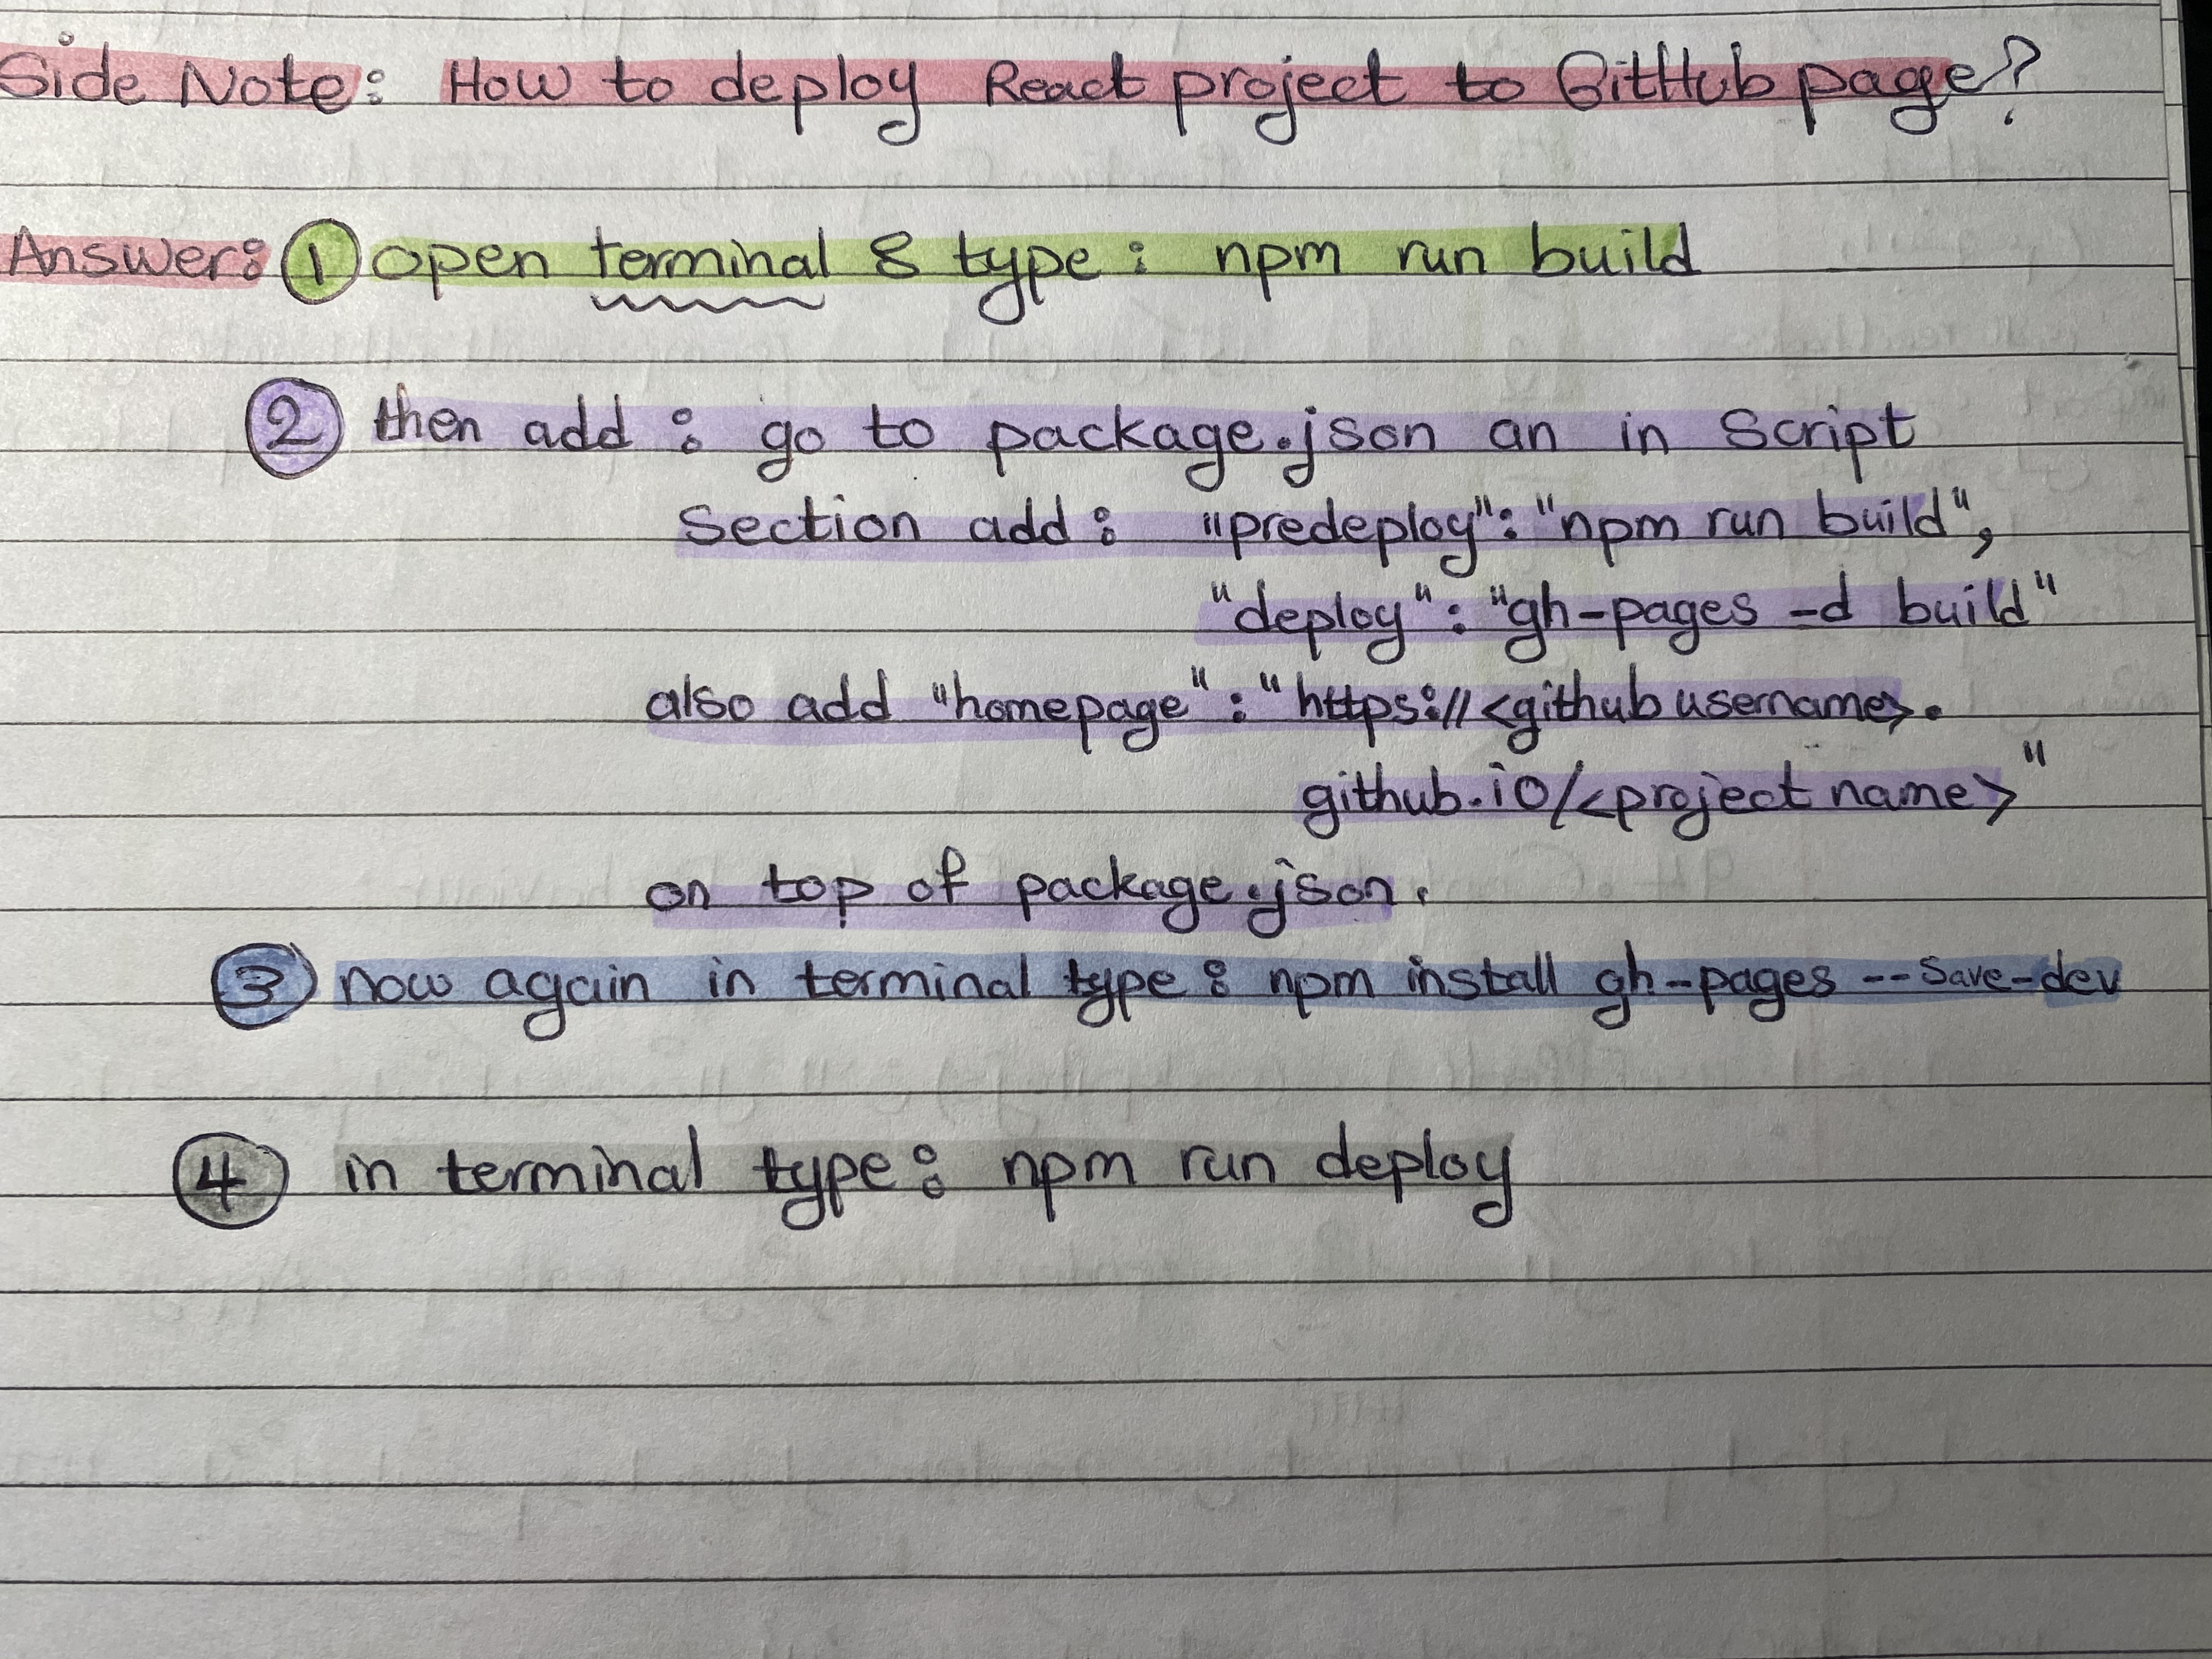 Side Note: How to deploy React project to GitHub page?
Answer: ① open terminal & type: npm run build
② then add: go to package.json an in Script
Section add: "predeploy": "npm run build",
"deploy": "gh-pages -d build"
also add "homepage": "https://<github username>.
github.io/<project name>"
on top of package.json.
③ now again in terminal type: npm install gh-pages --save-dev
④ in terminal type: npm run deploy